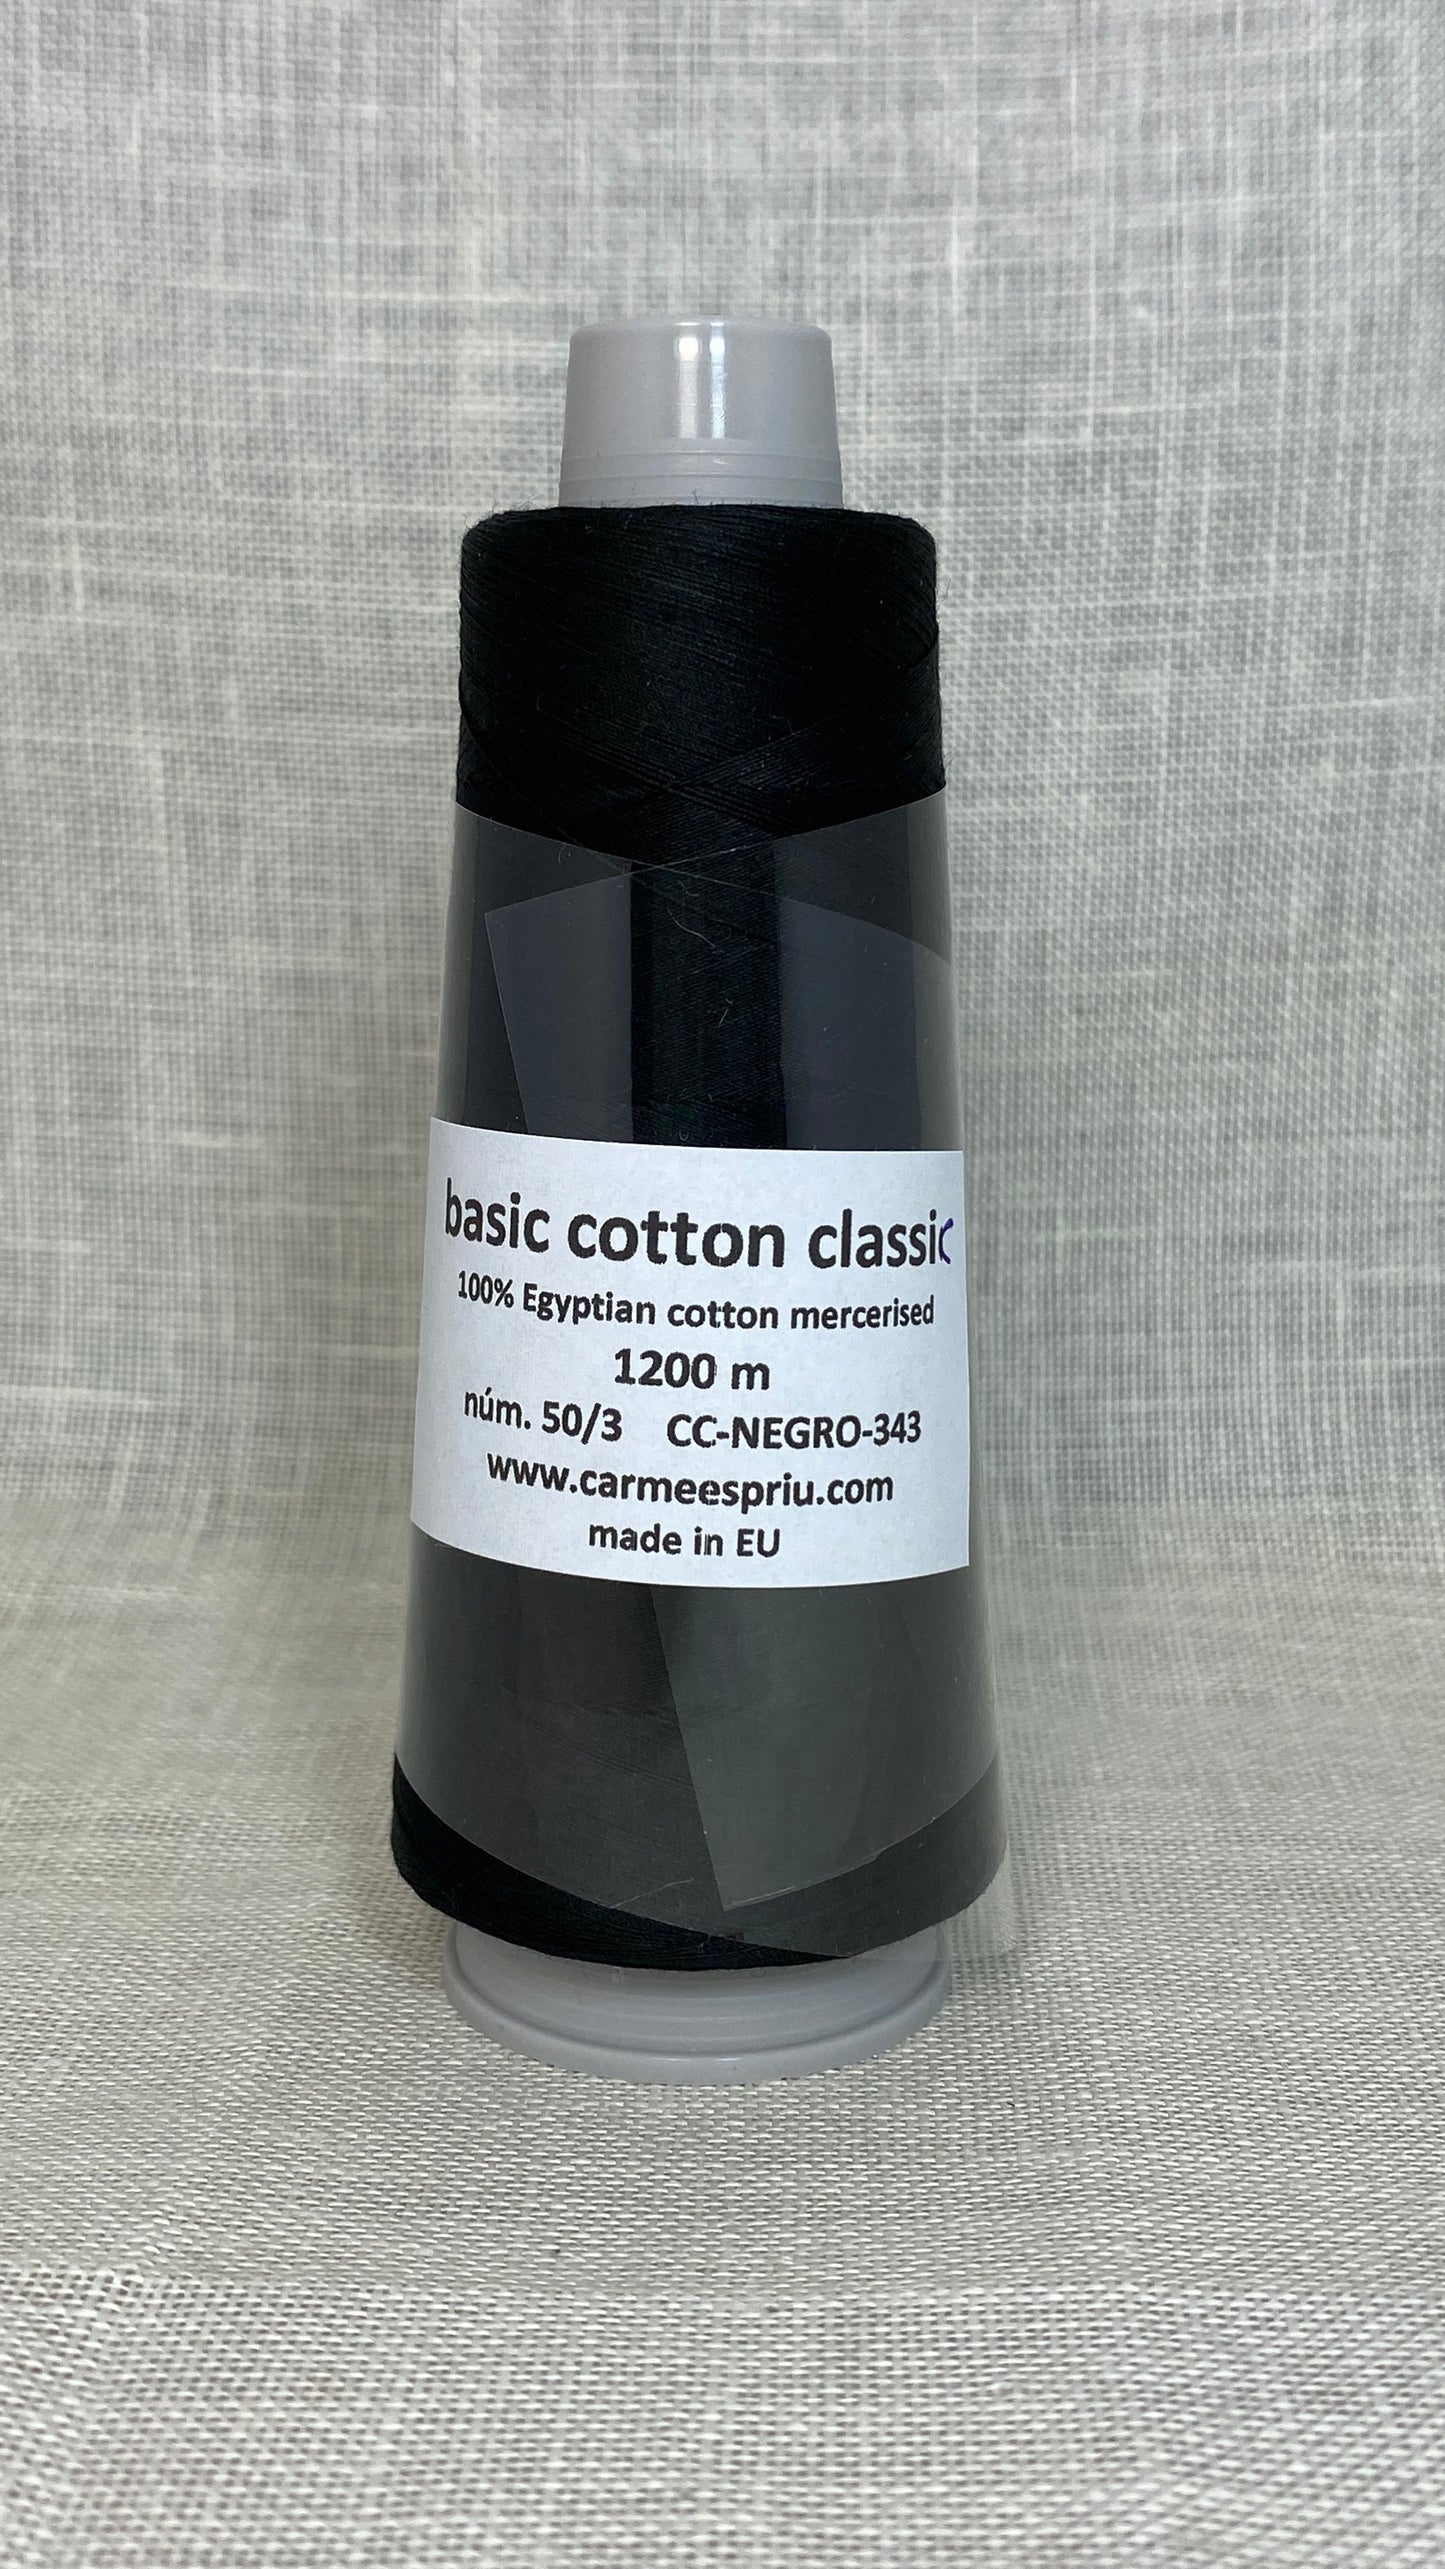 basic cotton classic
100% Egyptian cotton mercerised
1200 m
núm. 50/3 CC-NEGRO-343
www.carmeespriu.com
made in EU